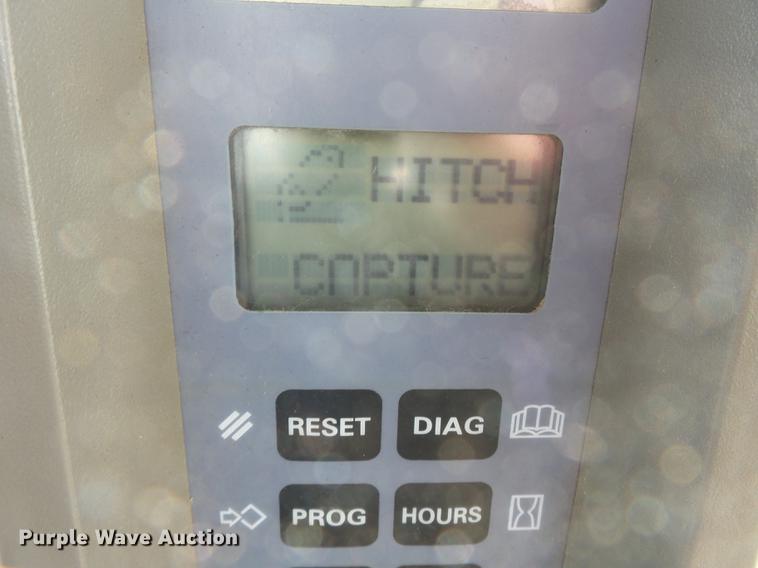 HITCH
CAPTURE
RESET DIAG
PROG HOURS
Purple Wave Auction®